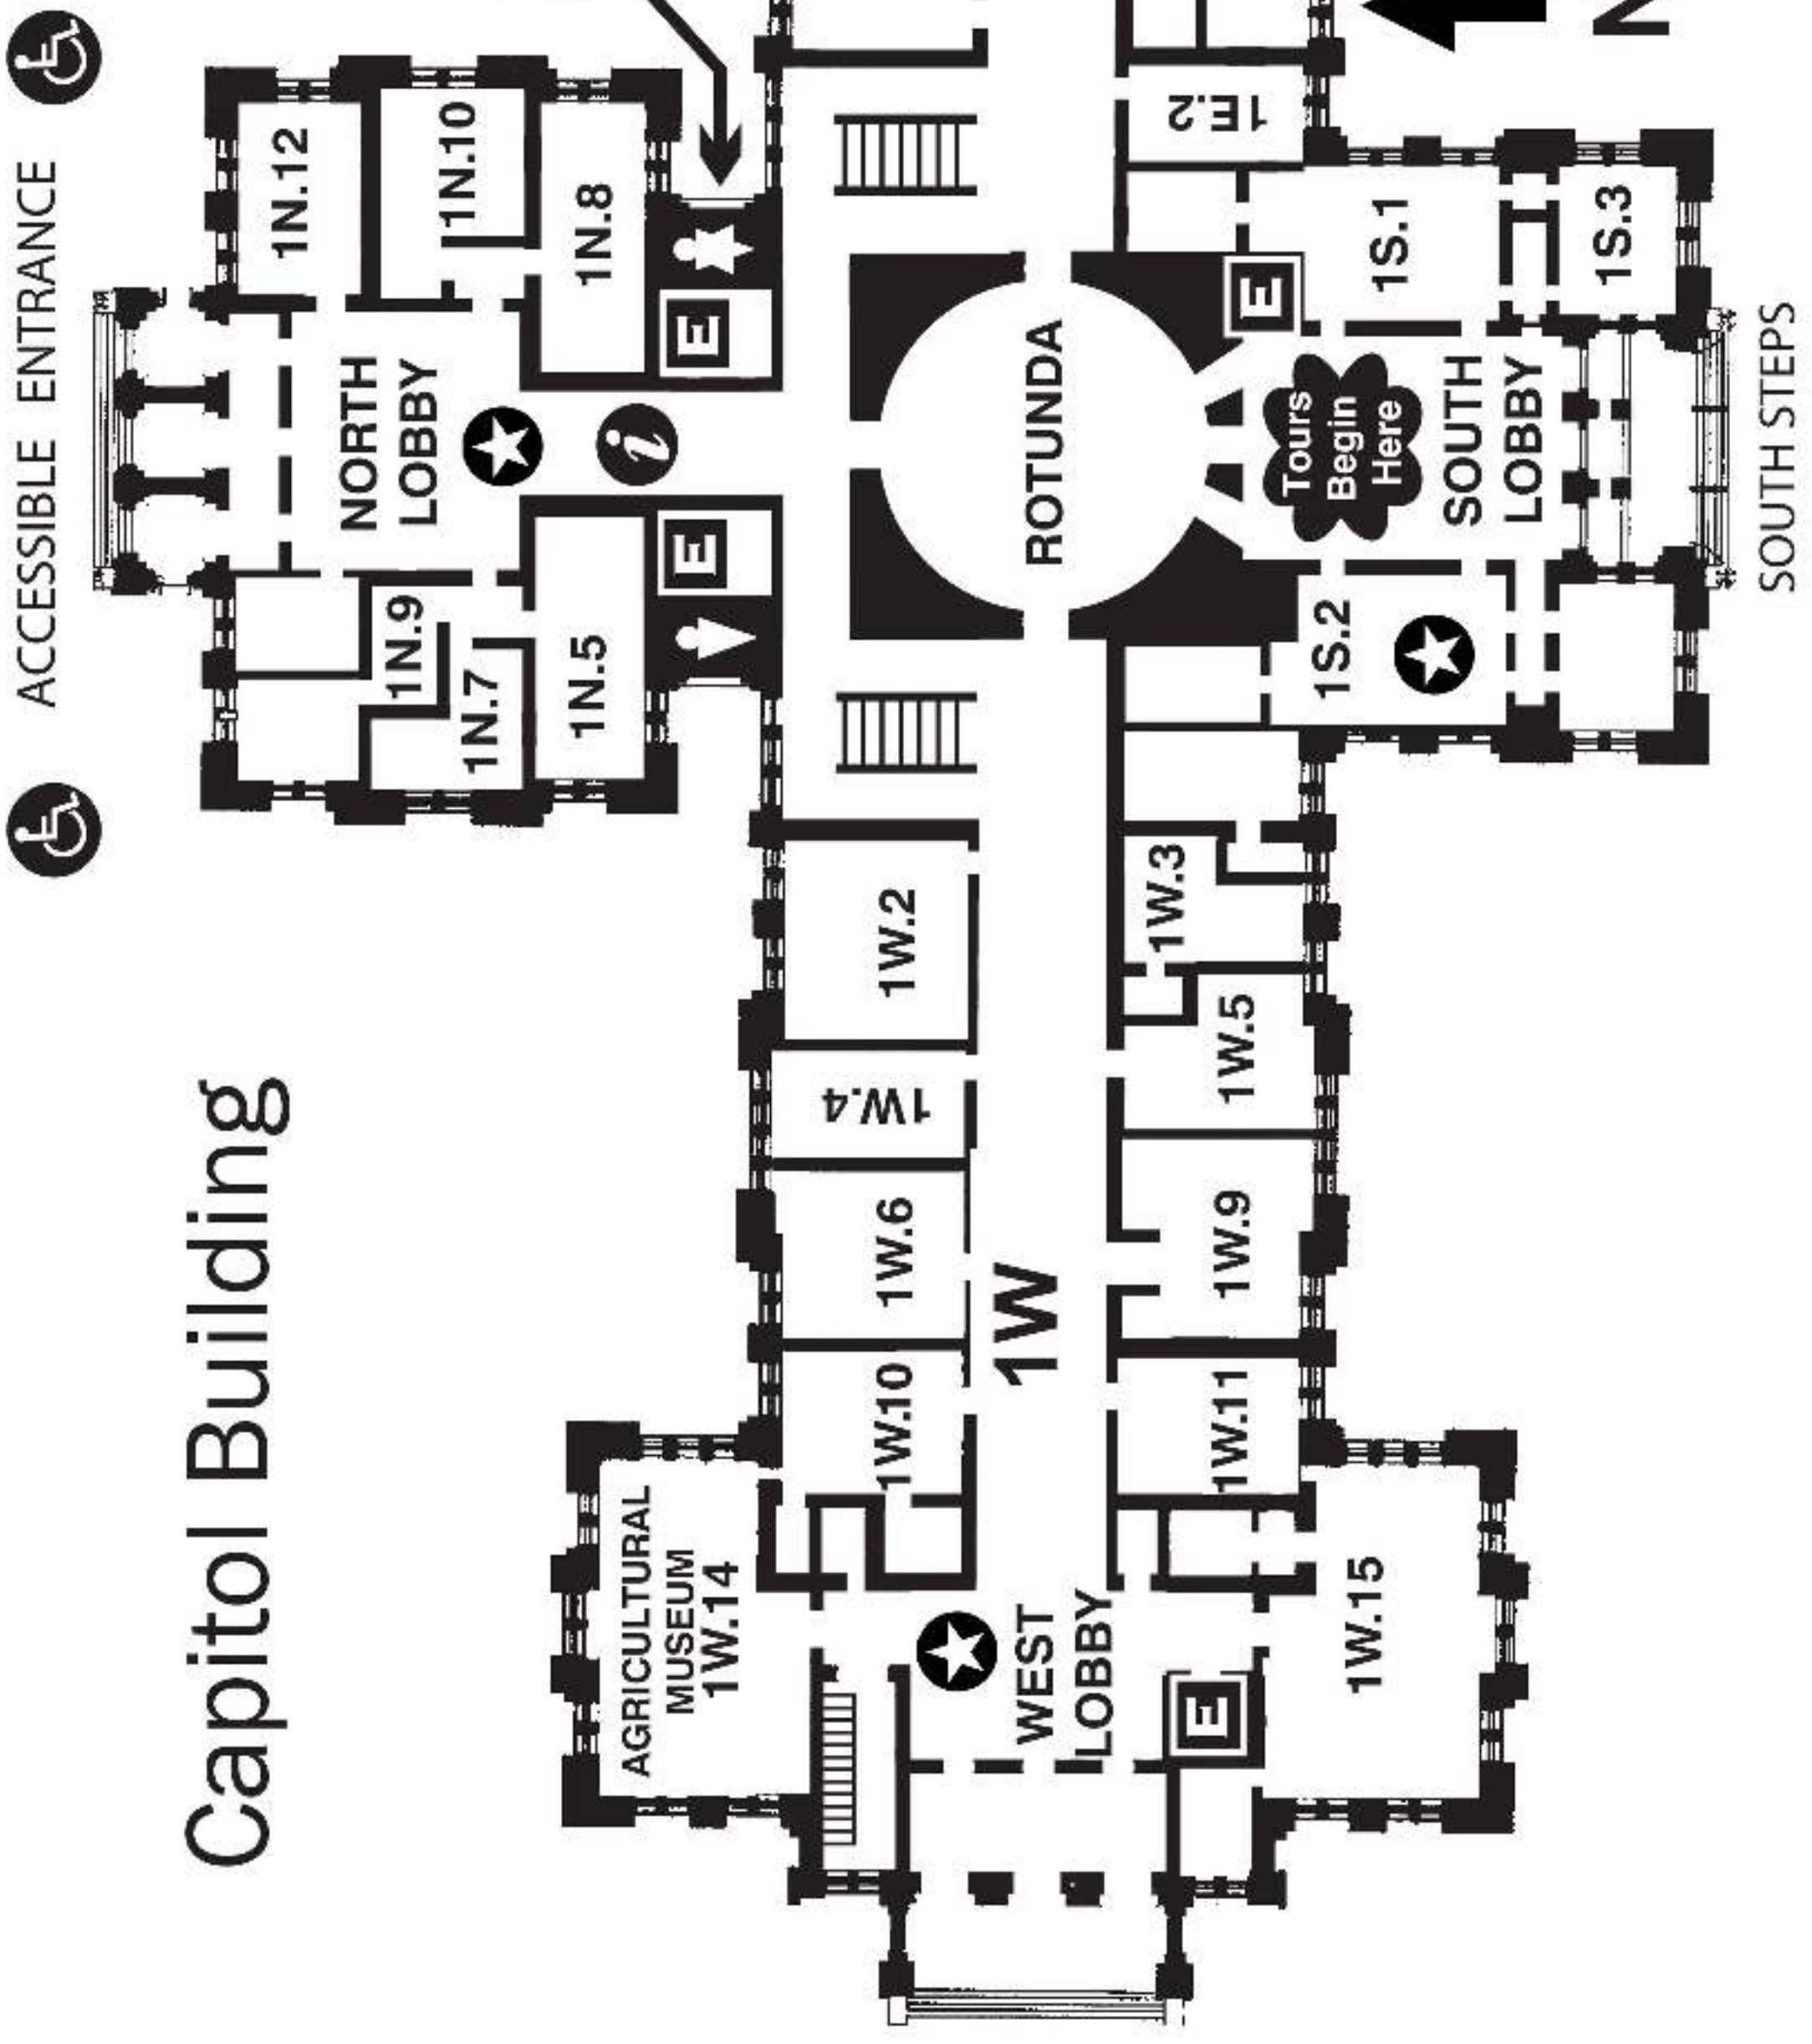 ACCESSIBLE ENTRANCE
Capitol Building
1N.12
NORTH
LOBBY
1N.9
1N.10
1N.7
1N.5
1N.8
AGRICULTURAL
MUSEUM
1W.14
i
E
E
1W.10
1W.6
1W.4
1W.2
WEST
LOBBY
1W
ROTUNDA
E
1W.15
1W.11
1W.9
1W.5
1W.3
E
1E.2
Tours
Begin
Here
1S.2
1S.1
SOUTH
LOBBY
1S.3
SOUTH STEPS